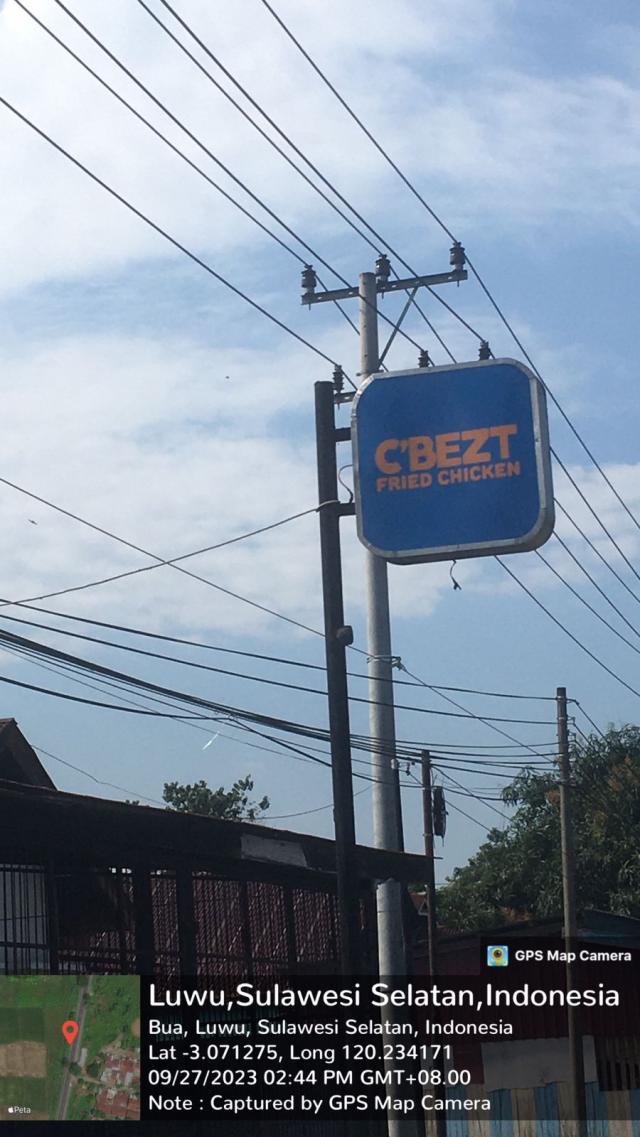 C'BEZT
FRIED CHICKEN
GPS Map Camera
Luwu,Sulawesi Selatan,Indonesia
Bua, Luwu, Sulawesi Selatan, Indonesia
Lat -3.071275, Long 120.234171
09/27/2023 02:44 PM GMT+08.00
Note : Captured by GPS Map Camera
Peta